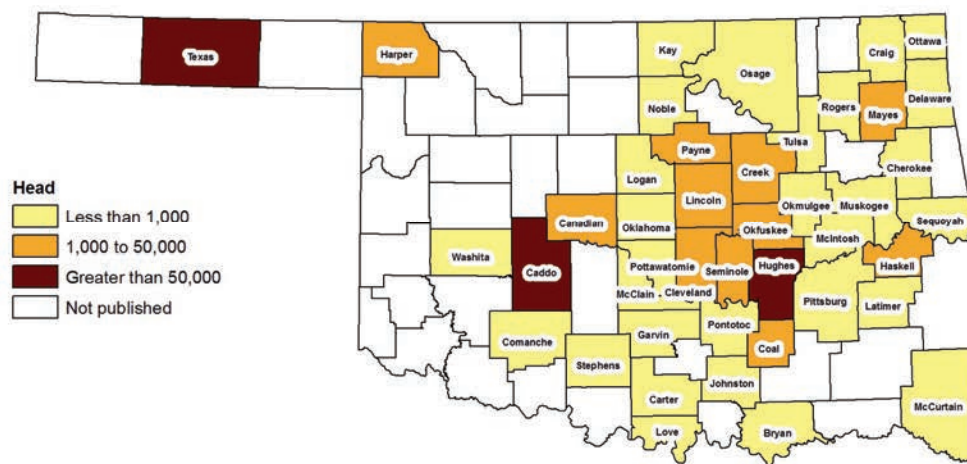 Texas
Harper
Kay
Osage
Craig
Ottawa
Noble
Rogers
Mayes
Delaware
Payne
Tulsa
Creek
Cherokee
Logan
Lincoln
Okmulgee
Muskogee
Canadian
Oklahoma
Okfuskee
Sequoyah
McIntosh
Washita
Caddo
Pottawatomie
Seminole
Hughes
Haskell
McClain
Cleveland
Pittsburg
Latimer
Comanche
Garvin
Pontotoc
Coal
Stephens
Johnston
Carter
McCurtain
Love
Bryan
Head
Less than 1,000
1,000 to 50,000
Greater than 50,000
Not published